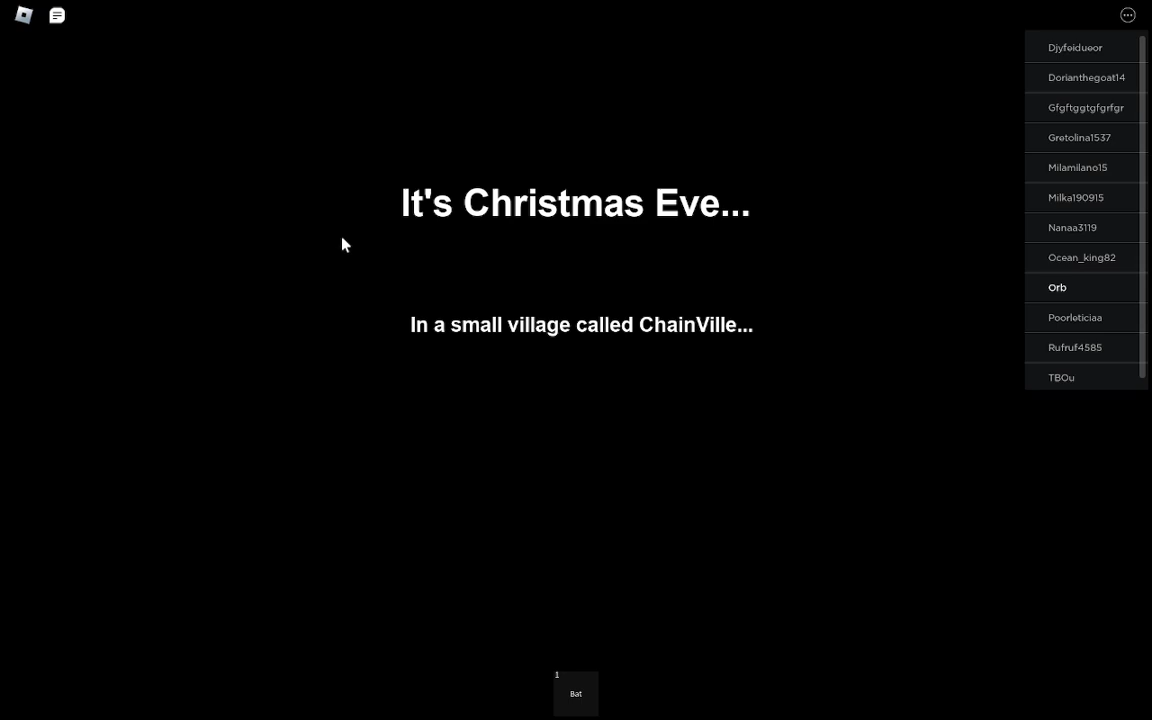 Djyfeidueor
Dorianthegoat14
Gfgftggtgfgrfgr
Gretolina1537
It's Christmas Eve...
Milamilano15
Milka190915
Nanaa3119
Ocean_king82
Orb
In a small village called ChainVille...
Poorleticiaa
Rufruf4585
TBOu
1
Bat